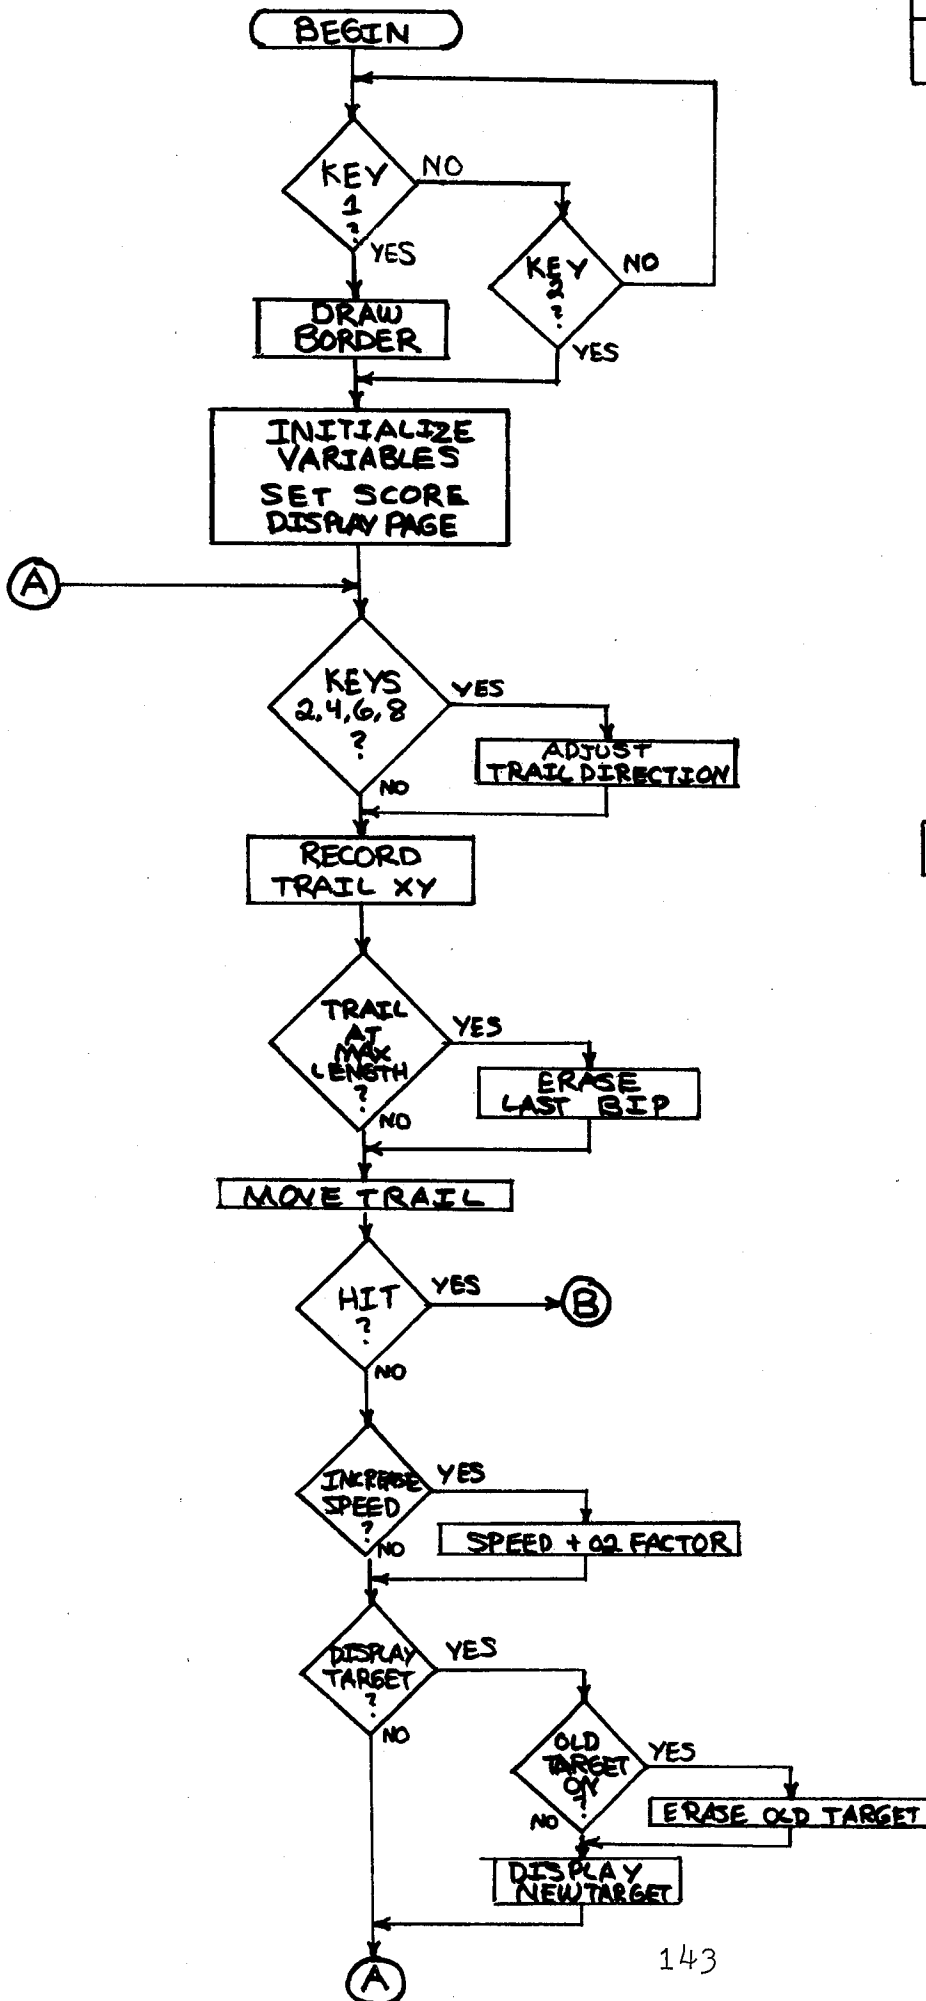 BEGIN
KEY
1
?
NO
YES
KEY
2
?
NO
YES
DRAW
BORDER
INITIALIZE
VARIABLES
SET SCORE
DISPLAY PAGE
A
KEYS
2,4,6,8
?
YES
NO
ADJUST
TRAIL DIRECTION
RECORD
TRAIL XY
TRAIL
AT
MAX
LENGTH
?
YES
NO
ERASE
LAST BIP
MOVE TRAIL
HIT
?
YES
B
NO
INCREASE
SPEED
?
YES
NO
SPEED + 02 FACTOR
DISPLAY
TARGET
?
YES
NO
OLD
TARGET
ON
?
YES
NO
ERASE OLD TARGET
DISPLAY
NEW TARGET
A
143